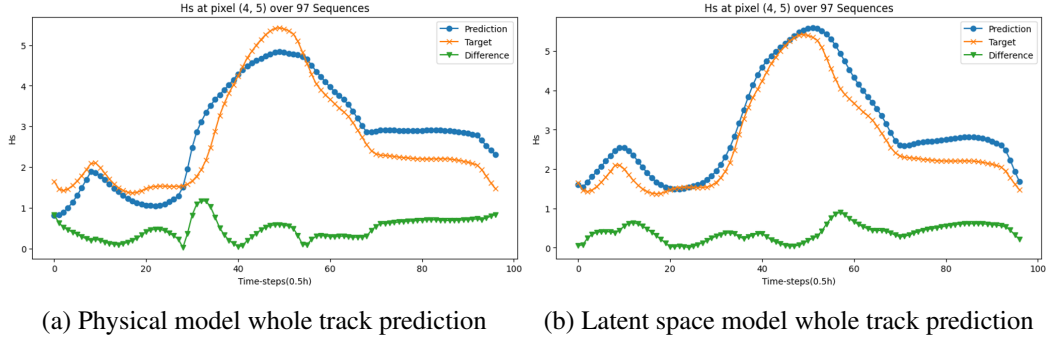 Hs at pixel (4, 5) over 97 Sequences
Prediction
Target
Difference
5
4
3
2
1
0
Hs
0
20
40
60
80
100
Time-steps(0.5h)
(a) Physical model whole track prediction
Hs at pixel (4, 5) over 97 Sequences
Prediction
Target
Difference
5
4
3
2
1
0
Hs
0
20
40
60
80
100
Time-steps(0.5h)
(b) Latent space model whole track prediction